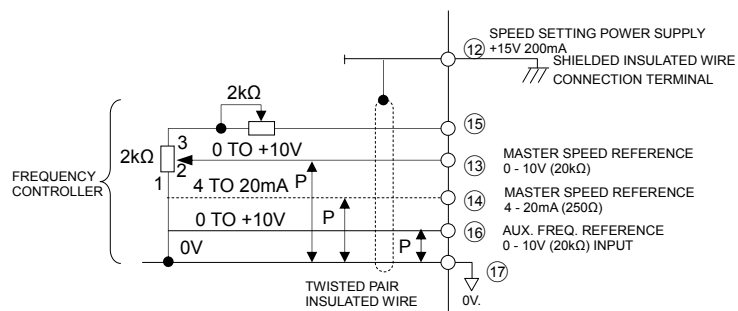 SPEED SETTING POWER SUPPLY
12 +15V 200mA
SHIELDED INSULATED WIRE
CONNECTION TERMINAL
2kΩ
15
3
0 TO +10V
2kΩ
2
13
MASTER SPEED REFERENCE
0 - 10V (20kΩ)
1
P
FREQUENCY
CONTROLLER
4 TO 20mA
14
MASTER SPEED REFERENCE
4 - 20mA (250Ω)
P
0 TO +10V
16
AUX. FREQ. REFERENCE
0 - 10V (20kΩ) INPUT
0V
P
17
TWISTED PAIR
INSULATED WIRE
0V.